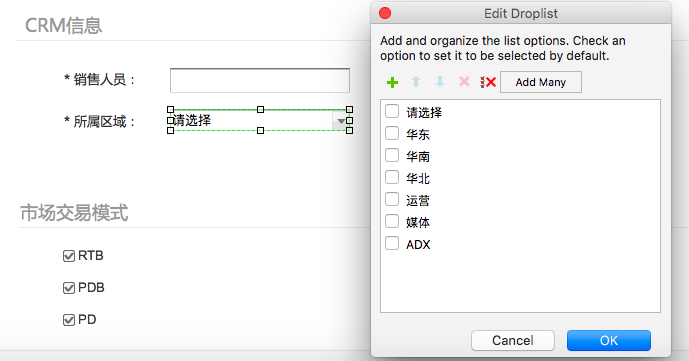 CRM信息
* 销售人员：
* 所属区域：
请选择
市场交易模式
RTB
PDB
PD
Edit Droplist
Add and organize the list options. Check an
option to set it to be selected by default.
Add Many
请选择
华东
华南
华北
运营
媒体
ADX
Cancel
OK